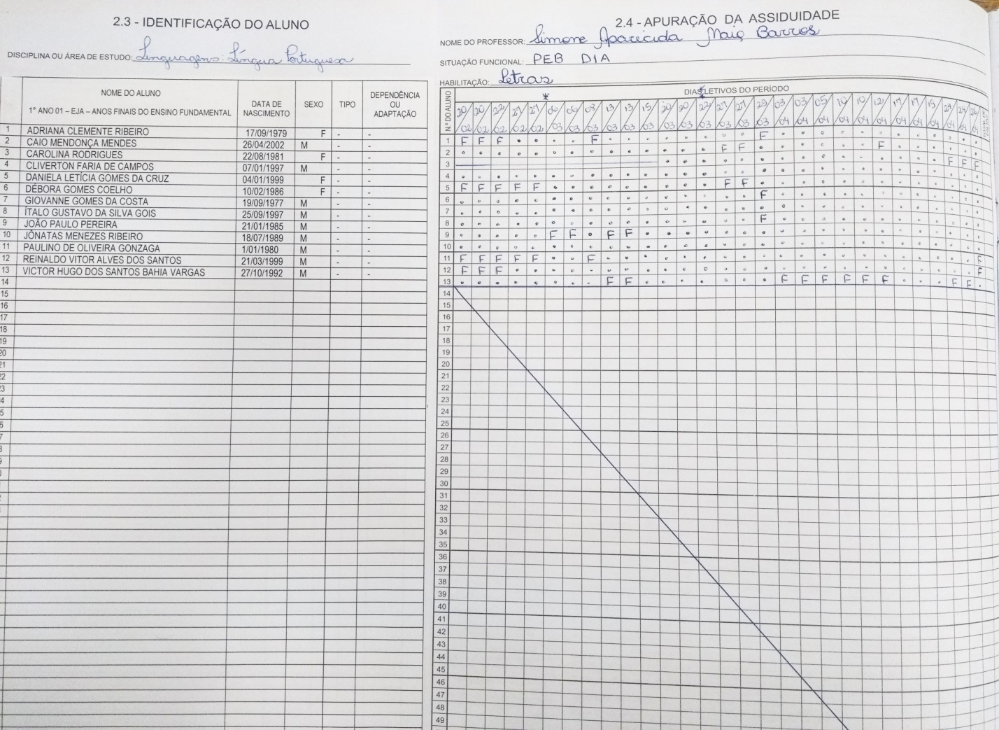 2.3 - IDENTIFICAÇÃO DO ALUNO
DISCIPLINA OU ÁREA DE ESTUDO: Linguagens: Língua Portuguesa
NOME DO ALUNO
1° ANO 01 – EJA – ANOS FINAIS DO ENSINO FUNDAMENTAL
DATA DE NASCIMENTO
SEXO
TIPO
DEPENDÊNCIA OU ADAPTAÇÃO
1 ADRIANA CLEMENTE RIBEIRO 17/09/1979 F - -
2 CAIO MENDONÇA MENDES 26/04/2002 M - -
3 CAROLINA RODRIGUES 22/08/1981 F - -
4 CLIVERTON FARIA DE CAMPOS 07/01/1997 M - -
5 DANIELA LETÍCIA GOMES DA CRUZ 04/01/1999 F - -
6 DÉBORA GOMES COELHO 10/02/1986 F - -
7 GIOVANNE GOMES DA COSTA 19/09/1977 M - -
8 ÍTALO GUSTAVO DA SILVA GOIS 25/09/1997 M - -
9 JOÃO PAULO PEREIRA 21/01/1985 M - -
10 JÔNATAS MENEZES RIBEIRO 18/07/1989 M - -
11 PAULINO DE OLIVEIRA GONZAGA 1/01/1980 M - -
12 REINALDO VITOR ALVES DOS SANTOS 21/03/1999 M - -
13 VICTOR HUGO DOS SANTOS BAHIA VARGAS 27/10/1992 M - -
14
15
16
17
18
19
20
21
22
23
2.4 - APURAÇÃO DA ASSIDUIDADE
NOME DO PROFESSOR: Simone Aparecida Maia Barros
SITUAÇÃO FUNCIONAL: PEB DIA
HABILITAÇÃO: Letras
N° DO ALUNO
DIAS LETIVOS DO PERÍODO
20/02 20/02 22/02 27/02 27/02 06/03 06/03 08/03 13/03 13/03 15/03 20/03 20/03 22/03 27/03 27/03 29/03 03/04 03/04 05/04 10/04 10/04 12/04 17/04 17/04 19/04 24/04 24/04 26/04
1 F F F F F
2 F F F
3 F F F
4
5 F F F F F F F
6 F
7
8 F
9 F F F F
10
11 F F F F F F F
12 F F F F
13 F F F F F F F F F F
14
15
16
17
18
19
20
21
22
23
24
25
26
27
28
29
30
31
32
33
34
35
36
37
38
39
40
41
42
43
44
45
46
47
48
49